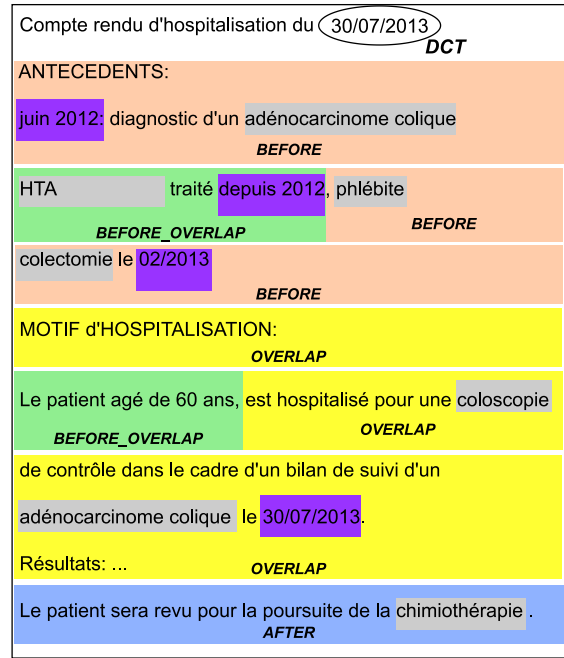 Compte rendu d'hospitalisation du 30/07/2013
DCT
ANTECEDENTS:
juin 2012: diagnostic d'un adénocarcinome colique
BEFORE
HTA traité depuis 2012, phlébite
BEFORE_OVERLAP BEFORE
colectomie le 02/2013
BEFORE
MOTIF d'HOSPITALISATION:
OVERLAP
Le patient agé de 60 ans, est hospitalisé pour une coloscopie
BEFORE_OVERLAP OVERLAP
de contrôle dans le cadre d'un bilan de suivi d'un
adénocarcinome colique le 30/07/2013.
Résultats: ... OVERLAP
Le patient sera revu pour la poursuite de la chimiothérapie .
AFTER